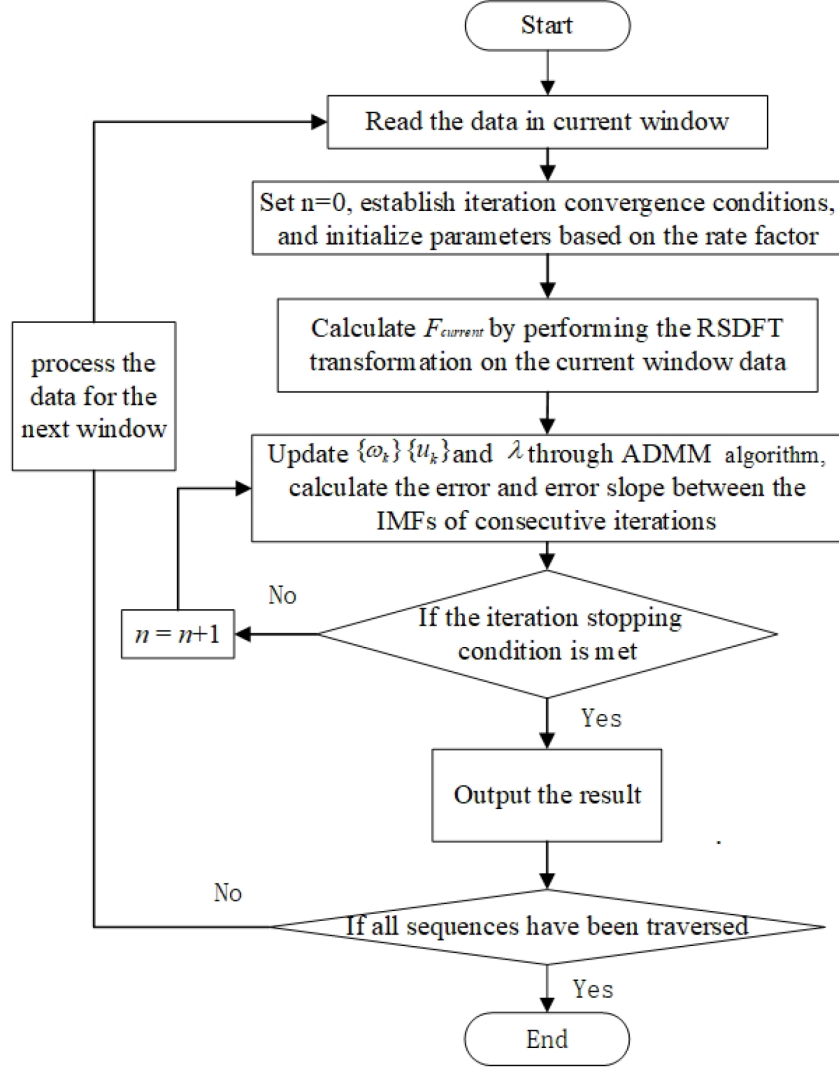 Start
Read the data in current window
Set n=0, establish iteration convergence conditions,
and initialize parameters based on the rate factor
Calculate F_current by performing the RSDFT
transformation on the current window data
process the
data for the
next window
Update {ω_k}{u_k} and λ through ADMM algorithm,
calculate the error and error slope between the
IMFs of consecutive iterations
No
n = n+1
If the iteration stopping
condition is met
Yes
Output the result
No
If all sequences have been traversed
Yes
End